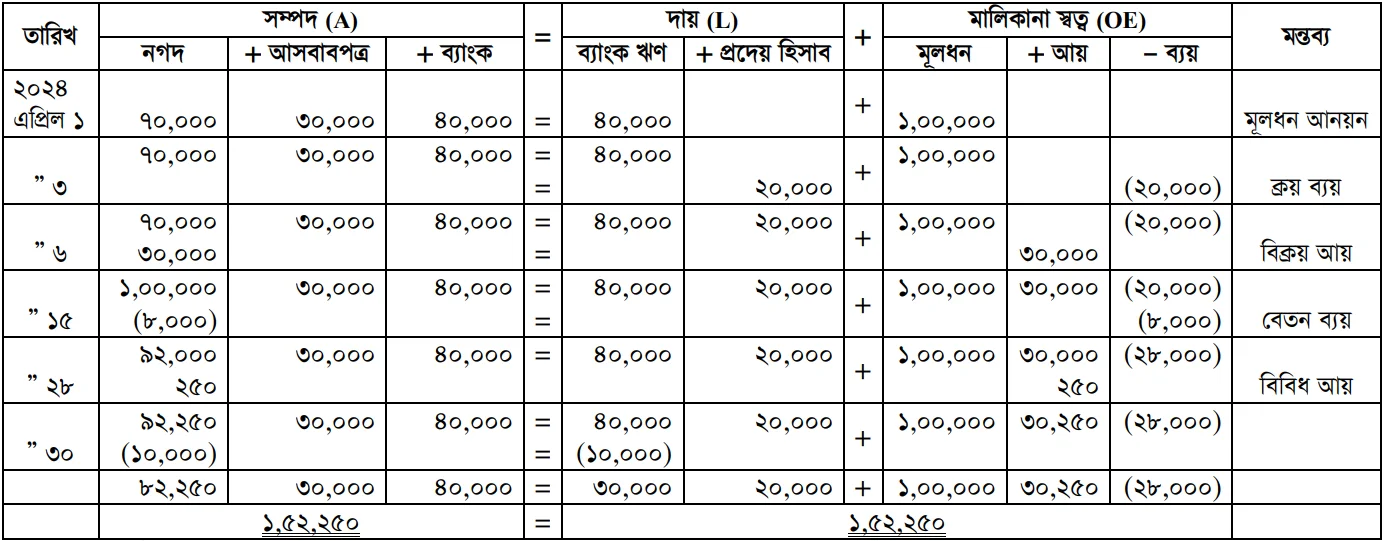 তারিখ সম্পদ (A) = দায় (L) + মালিকানা স্বত্ব (OE) মন্তব্য
নগদ + আসবাবপত্র + ব্যাংক ব্যাংক ঋণ + প্রদেয় হিসাব মূলধন + আয় – ব্যয়
২০২৪
এপ্রিল ১ ৭০,০০০ ৩০,০০০ ৪০,০০০ = ৪০,০০০ + ১,০০,০০০ মূলধন আনয়ন
৭০,০০০ ৩০,০০০ ৪০,০০০ = ৪০,০০০ + ১,০০,০০০
” ৩ = ২০,০০০ (২০,০০০) ক্রয় ব্যয়
৭০,০০০ ৩০,০০০ ৪০,০০০ = ৪০,০০০ ২০,০০০ + ১,০০,০০০ (২০,০০০)
” ৬ ৩০,০০০ = ৩০,০০০ বিক্রয় আয়
১,০০,০০০ ৩০,০০০ ৪০,০০০ = ৪০,০০০ ২০,০০০ + ১,০০,০০০ ৩০,০০০ (২০,০০০)
” ১৫ (৮,০০০) = (৮,০০০) বেতন ব্যয়
৯২,০০০ ৩০,০০০ ৪০,০০০ = ৪০,০০০ ২০,০০০ + ১,০০,০০০ ৩০,০০০ (২৮,০০০)
” ২৮ ২৫০ ২৫০ বিবিধ আয়
৯২,২৫০ ৩০,০০০ ৪০,০০০ = ৪০,০০০ ২০,০০০ + ১,০০,০০০ ৩০,২৫০ (২৮,০০০)
” ৩০ (১০,০০০) = (১০,০০০)
৮২,২৫০ ৩০,০০০ ৪০,০০০ = ৩০,০০০ ২০,০০০ + ১,০০,০০০ ৩০,২৫০ (২৮,০০০)
১,৫২,২৫০ = ১,৫২,২৫০